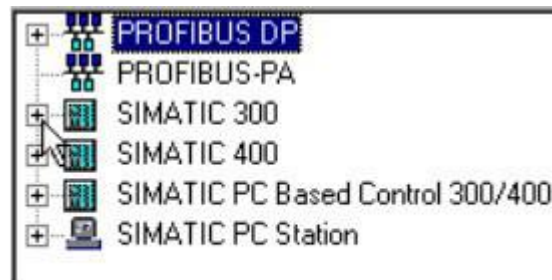 PROFIBUS DP
PROFIBUS-PA
SIMATIC 300
SIMATIC 400
SIMATIC PC Based Control 300/400
SIMATIC PC Station